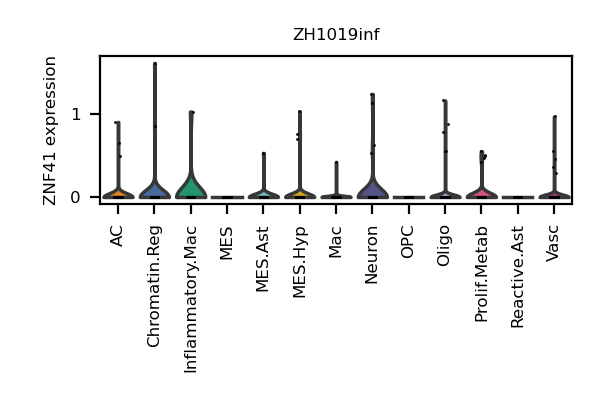 ZH1019inf
ZNF41 expression
1
0
AC
Chromatin.Reg
Inflammatory.Mac
MES
MES.Ast
MES.Hyp
Mac
Neuron
OPC
Oligo
Prolif.Metab
Reactive.Ast
Vasc